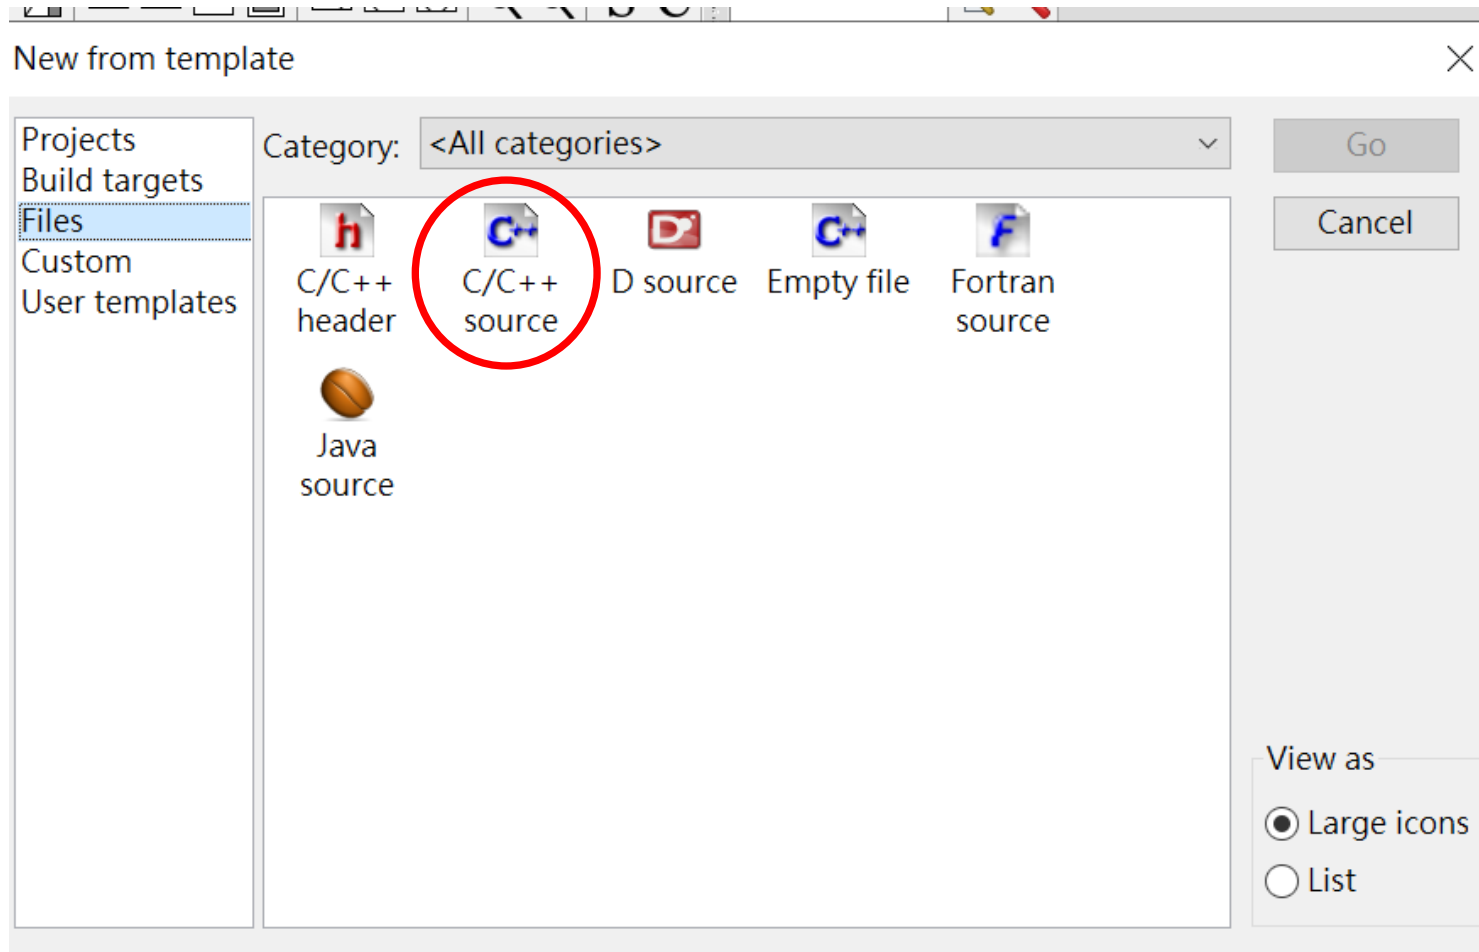 New from template
Projects
Build targets
Files
Custom
User templates
Category: <All categories>
Go
Cancel
h
C++
D
C++
F
C/C++
header
C/C++
source
D source
Empty file
Fortran
source
Java
source
View as
Large icons
List